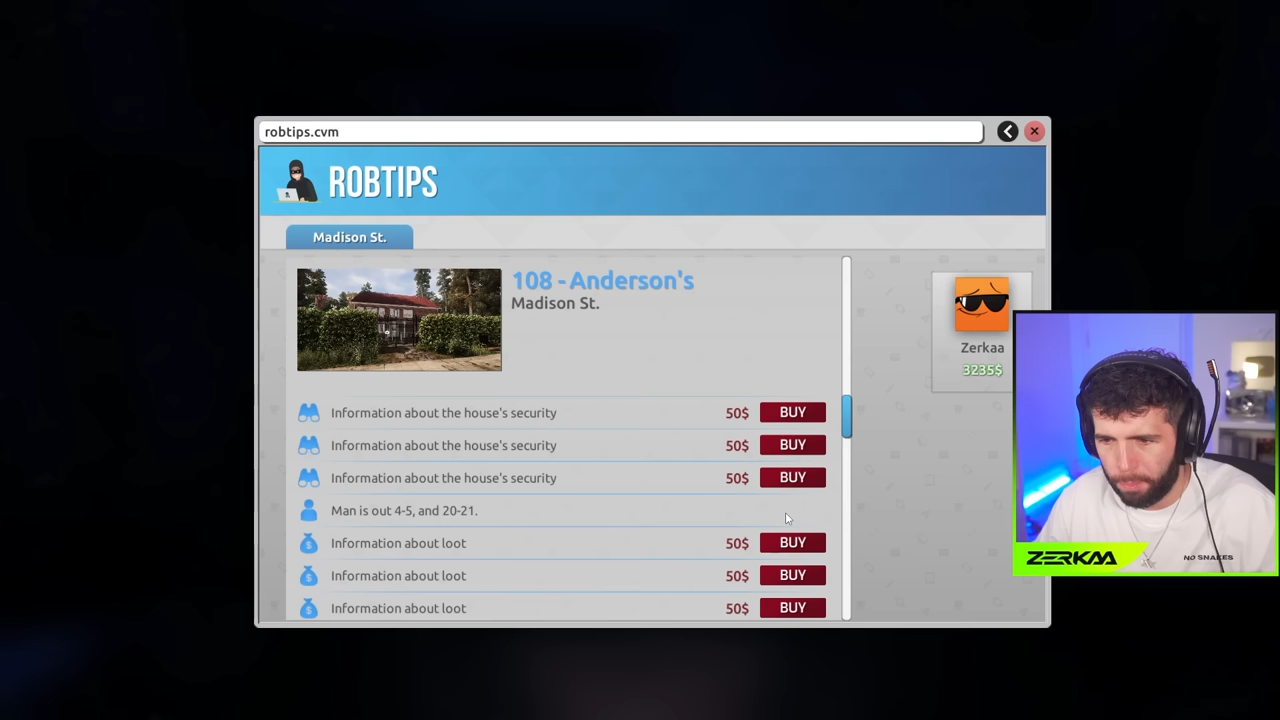 robtips.cvm
ROBTIPS
Madison St.
108 - Anderson's
Madison St.
Zerkaa
3235$
Information about the house's security 50$ BUY
Information about the house's security 50$ BUY
Information about the house's security 50$ BUY
Man is out 4-5, and 20-21.
Information about loot 50$ BUY
Information about loot 50$ BUY
Information about loot 50$ BUY
ZERKAA
NO SNAKES